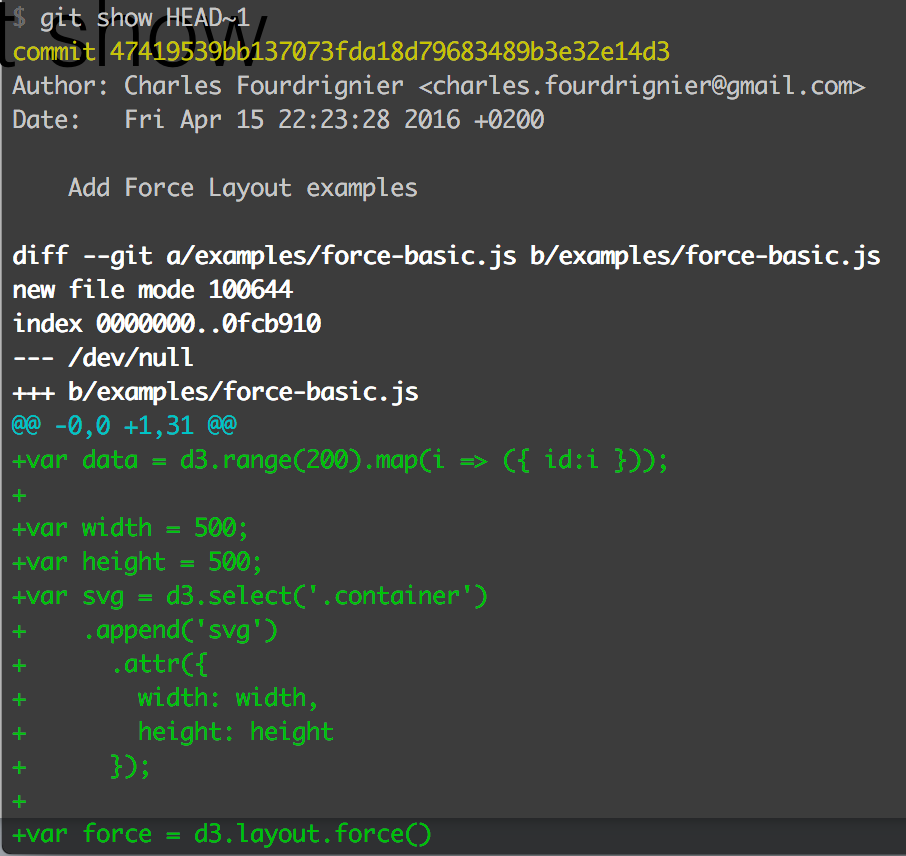 t show
$ git show HEAD~1
commit 47419539bb137073fda18d79683489b3e32e14d3
Author: Charles Fourdrignier <charles.fourdrignier@gmail.com>
Date:   Fri Apr 15 22:23:28 2016 +0200

    Add Force Layout examples

diff --git a/examples/force-basic.js b/examples/force-basic.js
new file mode 100644
index 0000000..0fcb910
--- /dev/null
+++ b/examples/force-basic.js
@@ -0,0 +1,31 @@
+var data = d3.range(200).map(i => ({ id:i }));
+
+var width = 500;
+var height = 500;
+var svg = d3.select('.container')
+    .append('svg')
+      .attr({
+        width: width,
+        height: height
+      });
+
+var force = d3.layout.force()